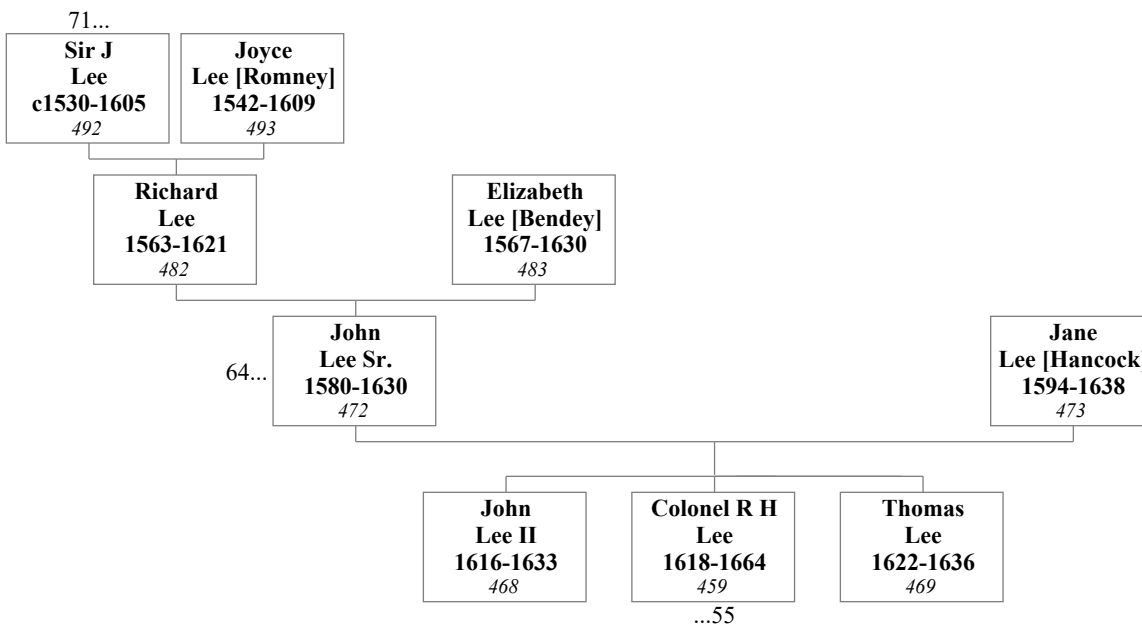 71...
Sir J
Lee
c1530-1605
492
Joyce
Lee [Romney]
1542-1609
493
Richard
Lee
1563-1621
482
Elizabeth
Lee [Bendey]
1567-1630
483
64...
John
Lee Sr.
1580-1630
472
Jane
Lee [Hancock]
1594-1638
473
John
Lee II
1616-1633
468
Colonel R H
Lee
1618-1664
459
Thomas
Lee
1622-1636
469
...55